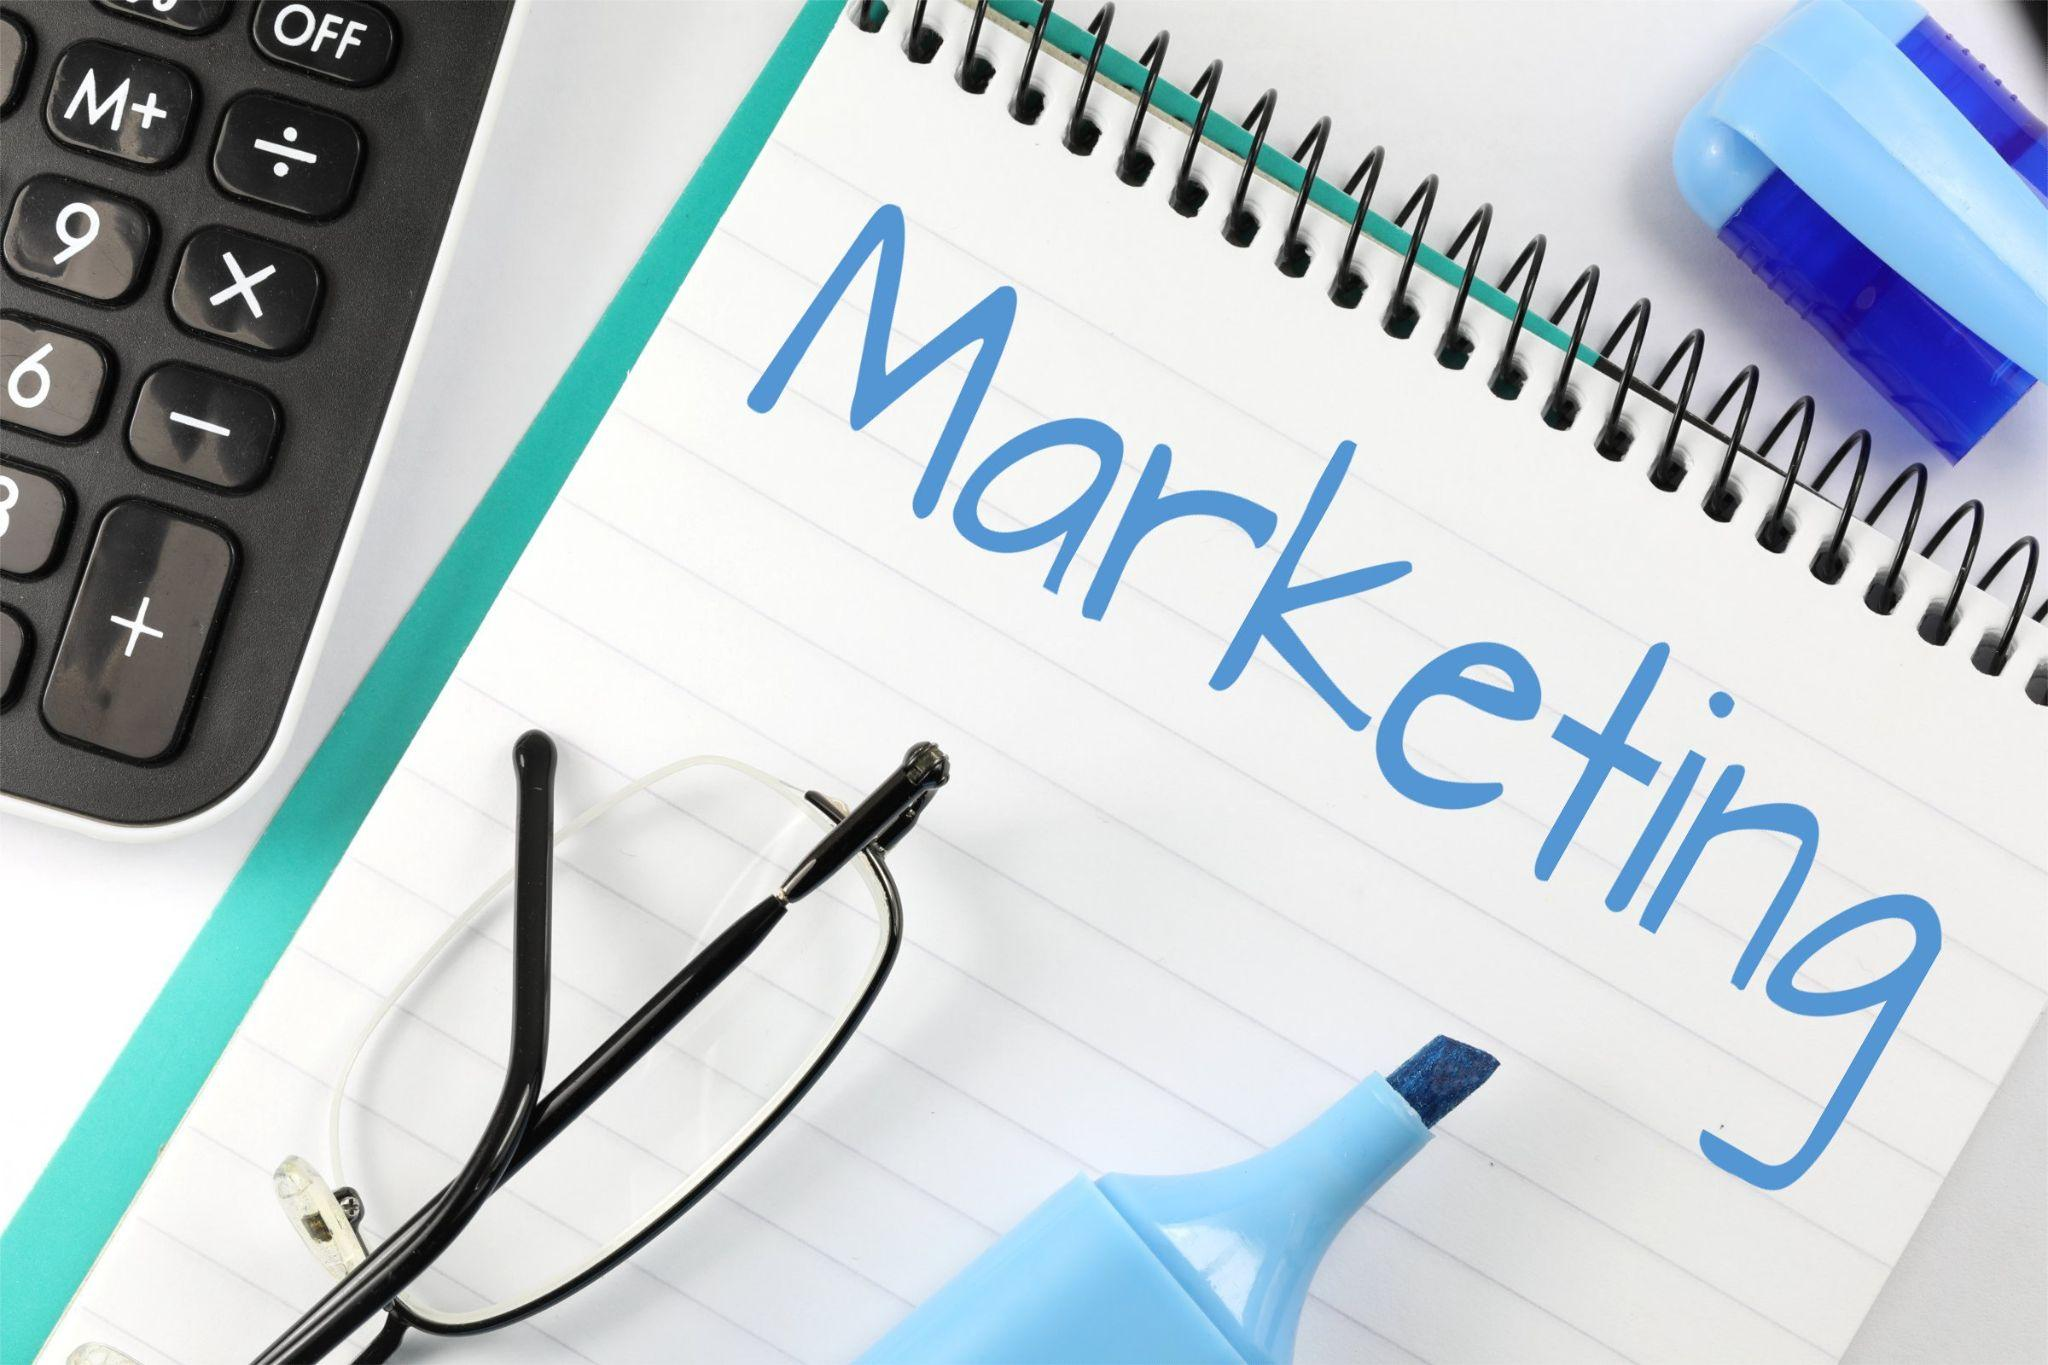 OFF
M+ ÷
9 ×
6 −
+
Marketing